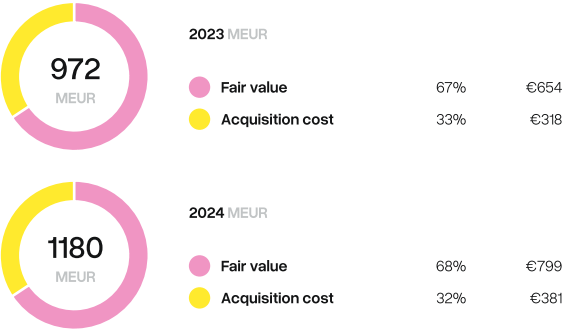 972
MEUR
2023 MEUR
Fair value 67% €654
Acquisition cost 33% €318
1180
MEUR
2024 MEUR
Fair value 68% €799
Acquisition cost 32% €381